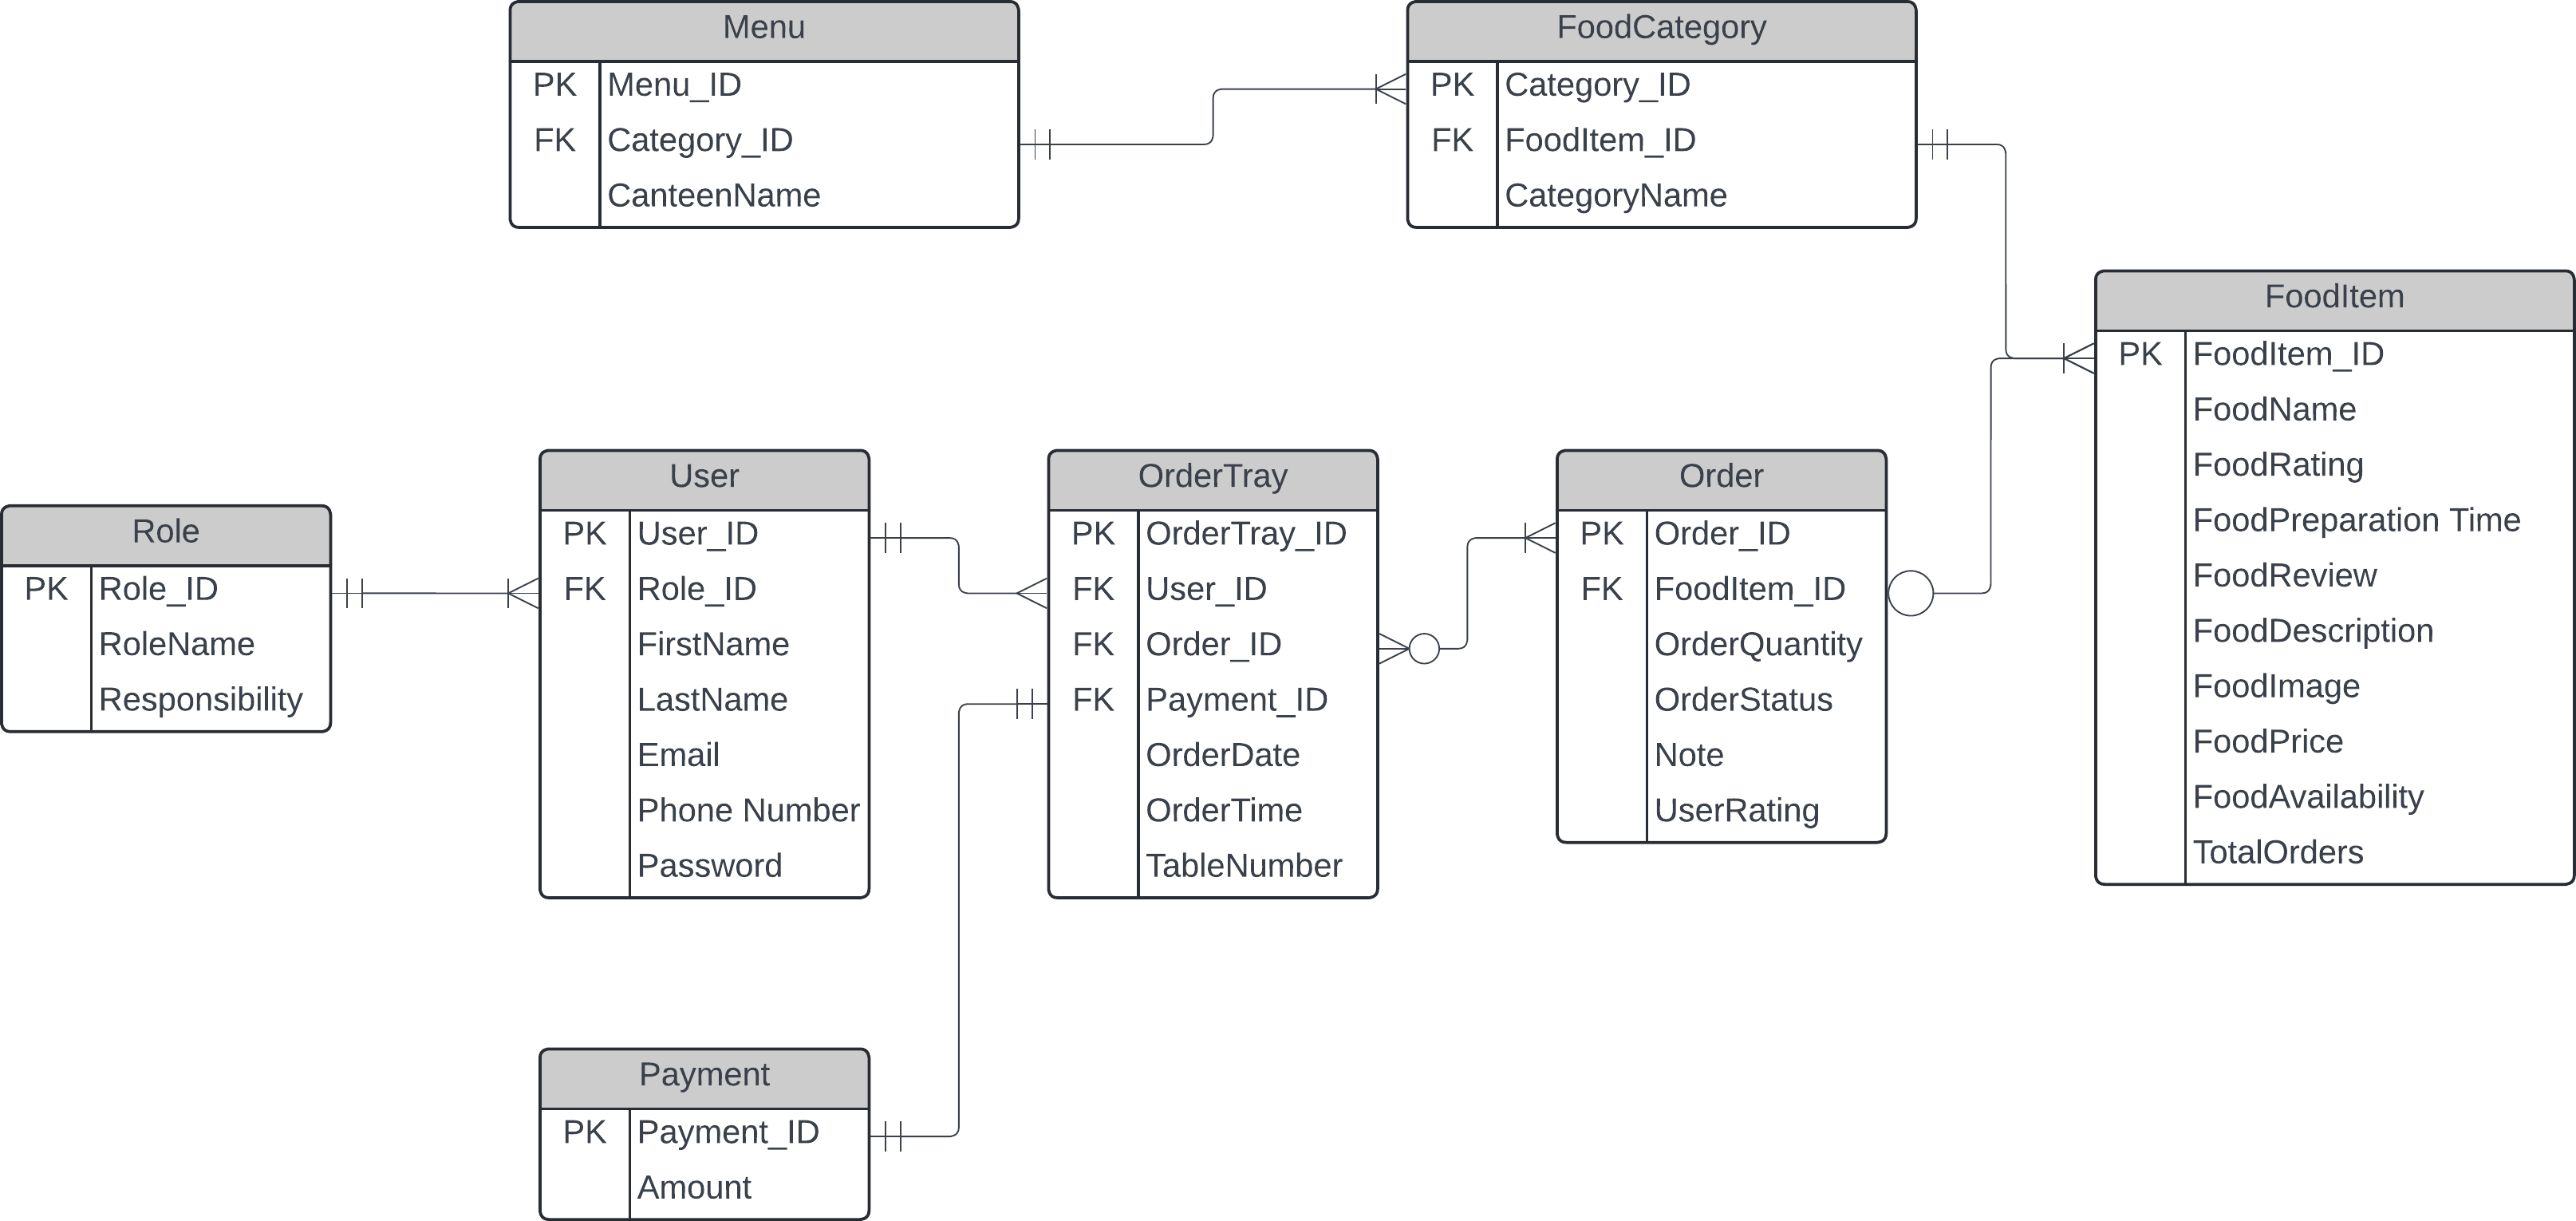 Menu
PK Menu_ID
FK Category_ID
CanteenName
FoodCategory
PK Category_ID
FK FoodItem_ID
CategoryName
FoodItem
PK FoodItem_ID
FoodName
FoodRating
FoodPreparation Time
FoodReview
FoodDescription
FoodImage
FoodPrice
FoodAvailability
TotalOrders
Role
PK Role_ID
RoleName
Responsibility
User
PK User_ID
FK Role_ID
FirstName
LastName
Email
Phone Number
Password
OrderTray
PK OrderTray_ID
FK User_ID
FK Order_ID
FK Payment_ID
OrderDate
OrderTime
TableNumber
Order
PK Order_ID
FK FoodItem_ID
OrderQuantity
OrderStatus
Note
UserRating
Payment
PK Payment_ID
Amount